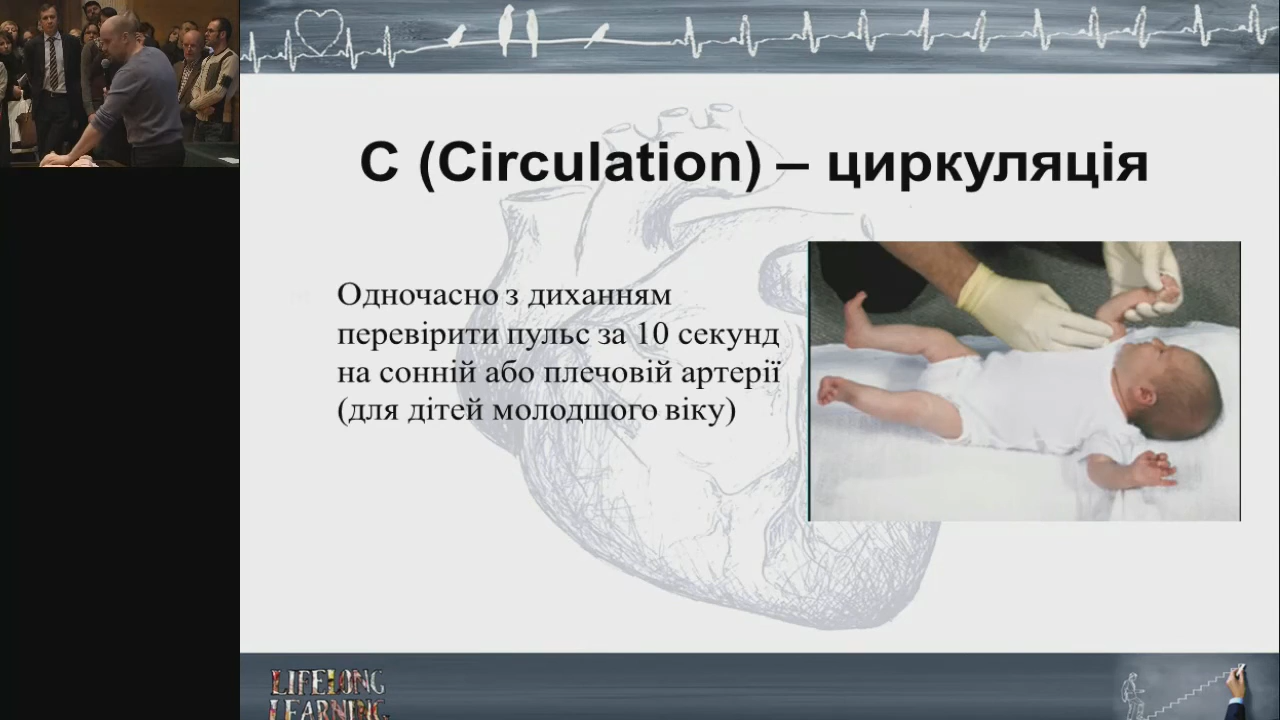 C (Circulation) – циркуляція
Одночасно з диханням
перевірити пульс за 10 секунд
на сонній або плечовій артерії
(для дітей молодшого віку)
LIFELONG
LEARNING